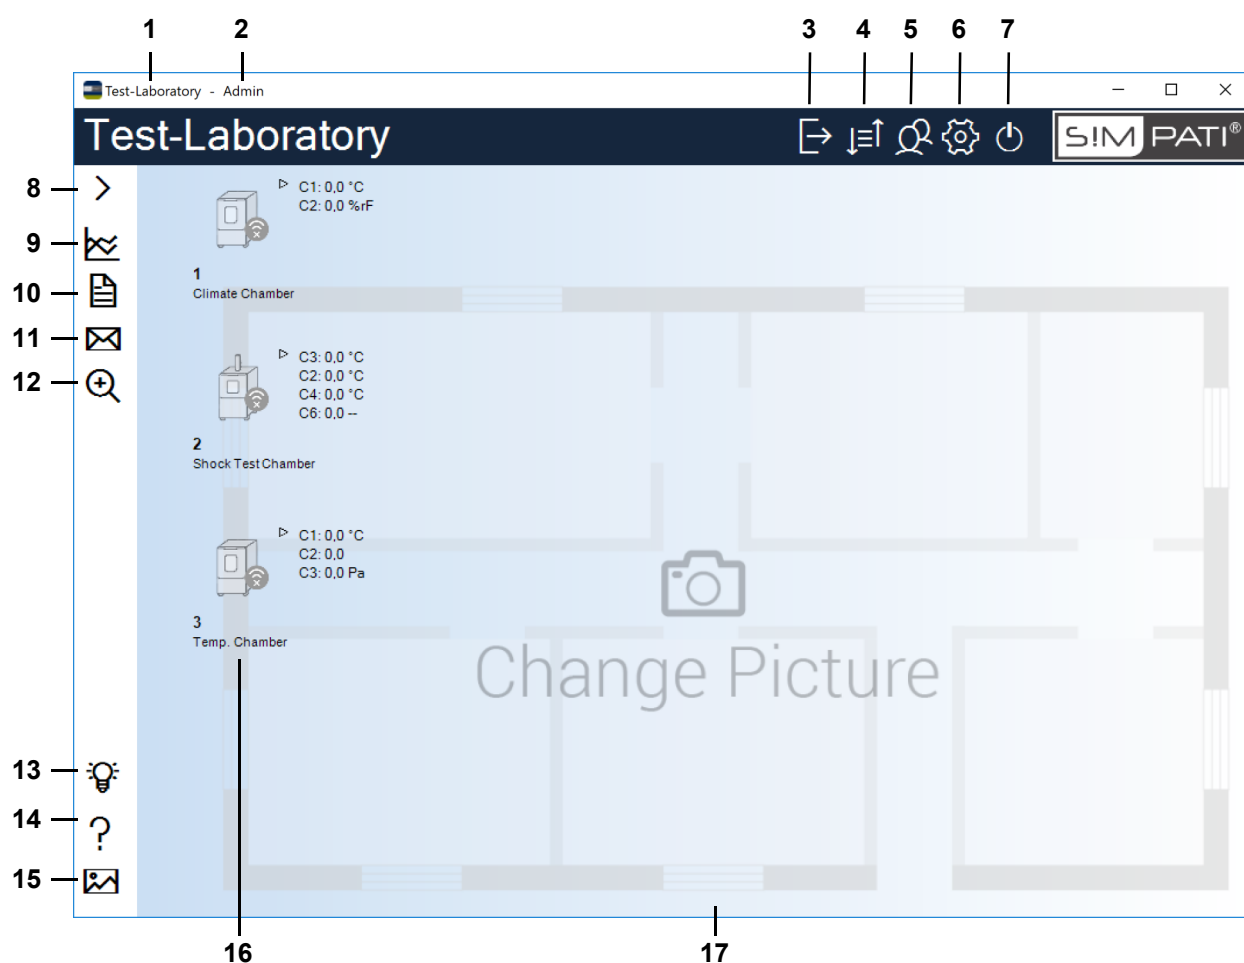 1 2 3 4 5 6 7
Test-Laboratory - Admin
Test-Laboratory
S!MPATI®
8
9
10
11
12
13
14
15
C1: 0,0 °C
C2: 0,0 %rF
1
Climate Chamber
C3: 0,0 °C
C2: 0,0 °C
C4: 0,0 °C
C6: 0,0 --
2
Shock Test Chamber
C1: 0,0 °C
C2: 0,0
C3: 0,0 Pa
3
Temp. Chamber
Change Picture
16 17